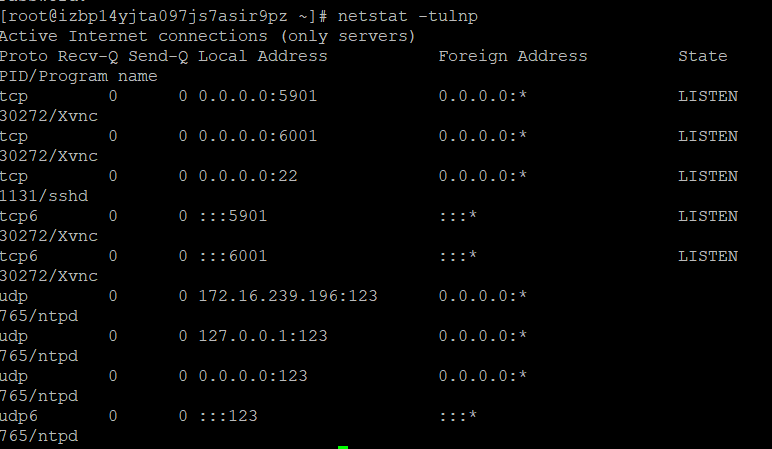 [root@izbp14yjta097js7asir9pz ~]# netstat -tulnp
Active Internet connections (only servers)
Proto Recv-Q Send-Q Local Address           Foreign Address         State
PID/Program name
tcp        0      0 0.0.0.0:5901            0.0.0.0:*               LISTEN
30272/Xvnc
tcp        0      0 0.0.0.0:6001            0.0.0.0:*               LISTEN
30272/Xvnc
tcp        0      0 0.0.0.0:22              0.0.0.0:*               LISTEN
1131/sshd
tcp6       0      0 :::5901                 :::*                    LISTEN
30272/Xvnc
tcp6       0      0 :::6001                 :::*                    LISTEN
30272/Xvnc
udp        0      0 172.16.239.196:123      0.0.0.0:*
765/ntpd
udp        0      0 127.0.0.1:123           0.0.0.0:*
765/ntpd
udp        0      0 0.0.0.0:123             0.0.0.0:*
765/ntpd
udp6       0      0 :::123                  :::*
765/ntpd